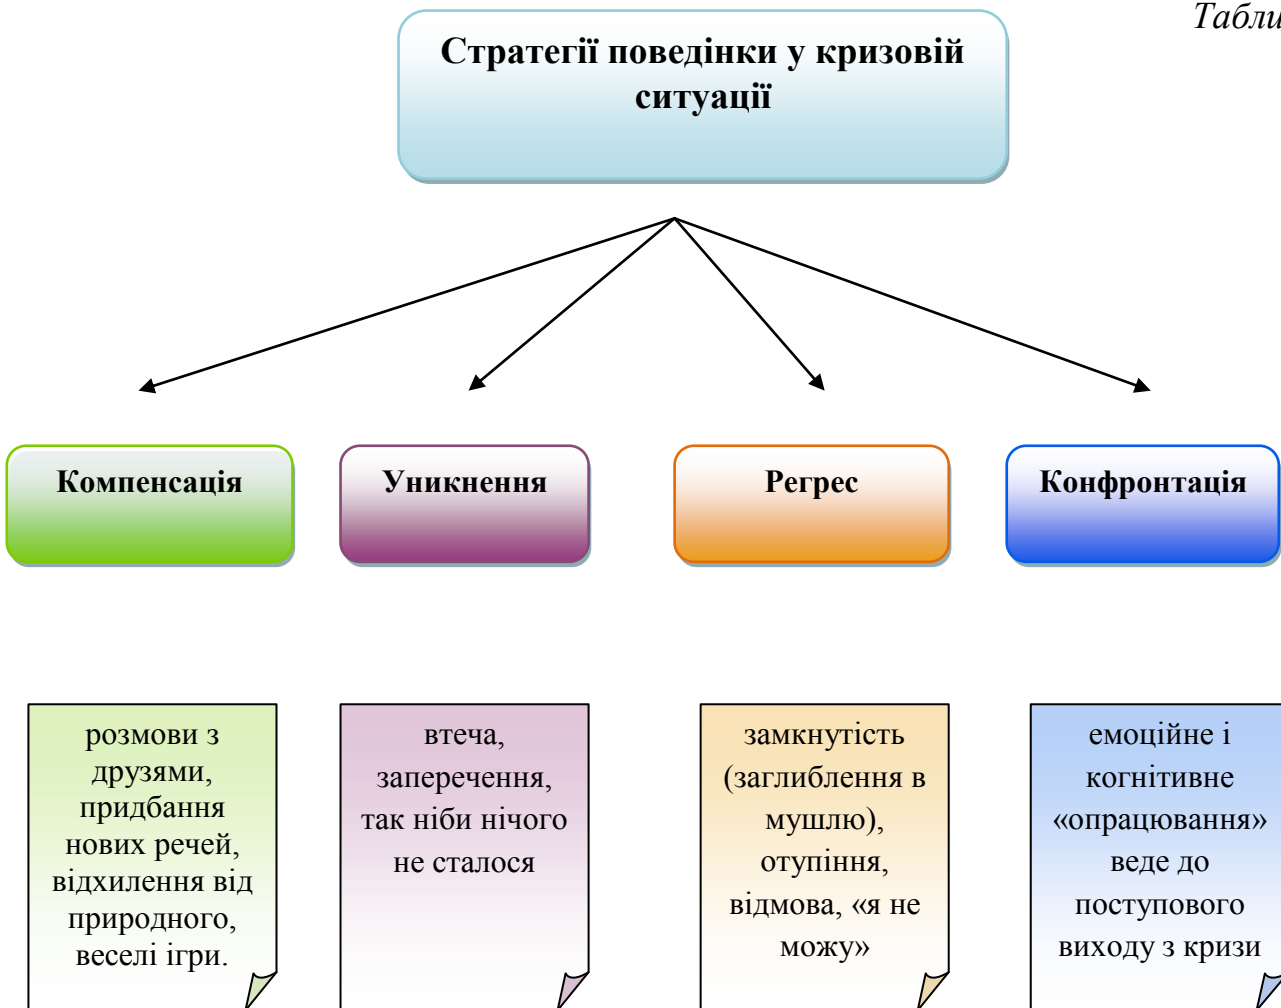 Стратегії поведінки у кризовій
ситуації
Компенсація
Уникнення
Регрес
Конфронтація
розмови з
друзями,
придбання
нових речей,
відхилення від
природного,
веселі ігри.
втеча,
заперечення,
так ніби нічого
не сталося
замкнутість
(заглиблення в
мушлю),
отупіння,
відмова, «я не
можу»
емоційне і
когнітивне
«опрацювання»
веде до
поступового
виходу з кризи